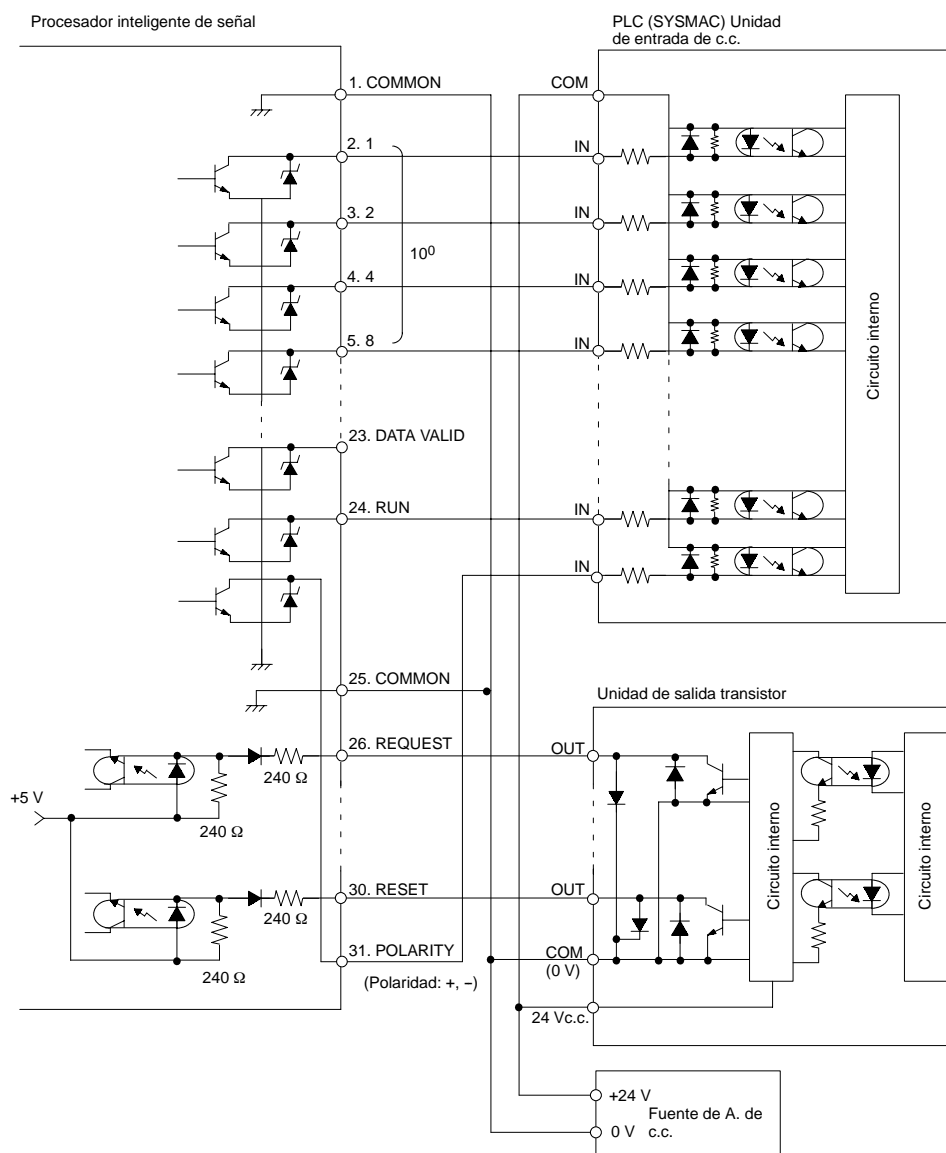 Procesador inteligente de señal
PLC (SYSMAC) Unidad
de entrada de c.c.
1. COMMON
COM
2. 1
IN
3. 2
IN
10⁰
4. 4
IN
5. 8
IN
Circuito interno
23. DATA VALID
24. RUN
IN
IN
25. COMMON
Unidad de salida transistor
26. REQUEST
OUT
240 Ω
+5 V
240 Ω
Circuito interno
Circuito interno
30. RESET
OUT
240 Ω
240 Ω
31. POLARITY
COM
(0 V)
(Polaridad: +, –)
24 Vc.c.
+24 V
Fuente de A. de
c.c.
0 V